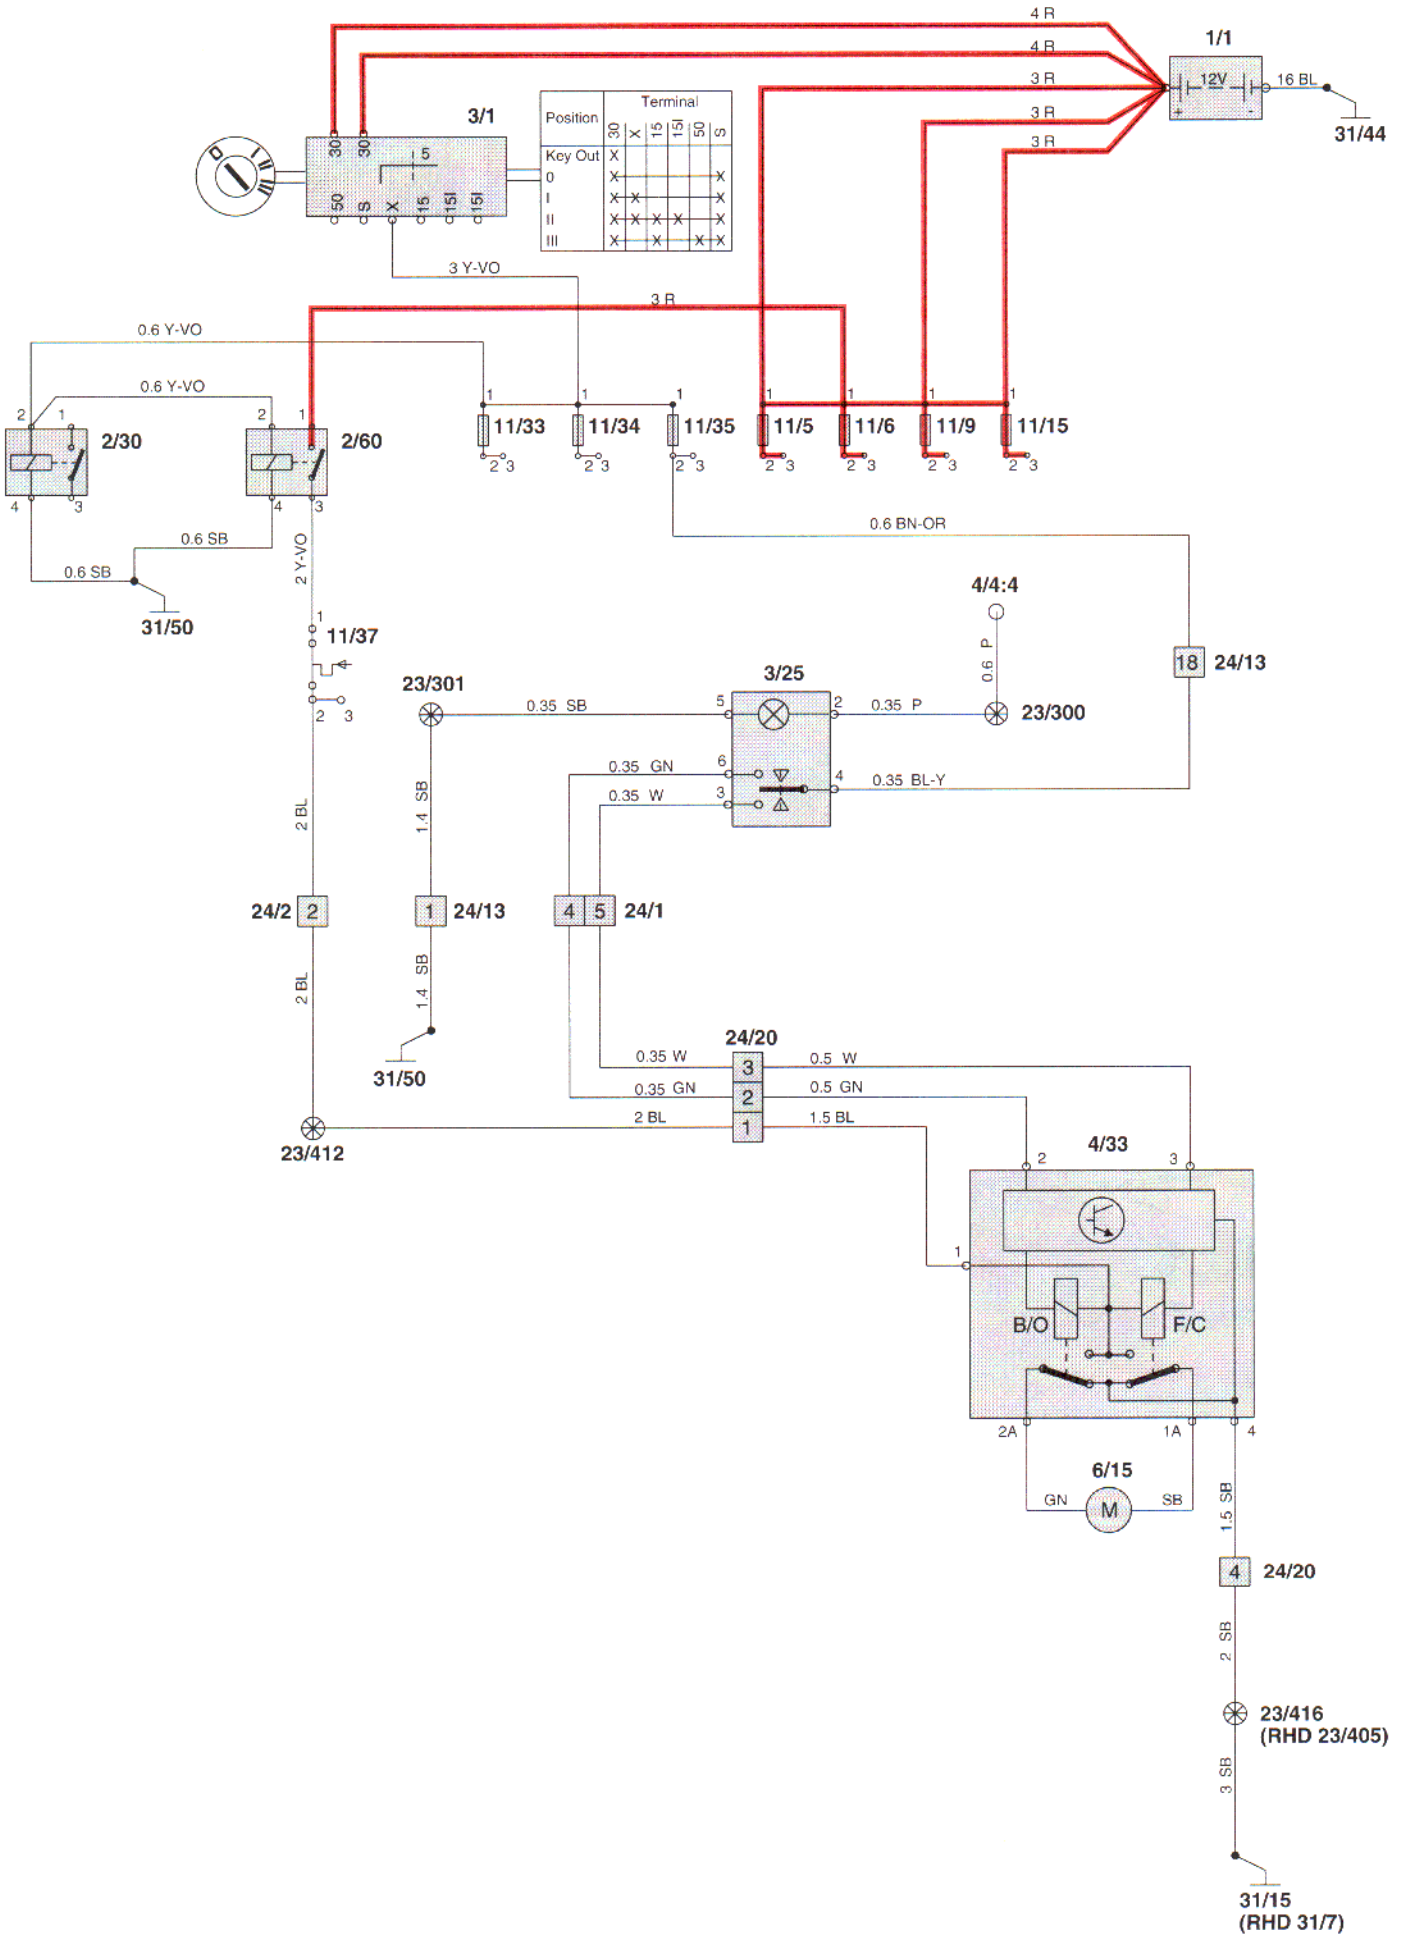 4 R
1/1
4 R
3 R
12V
16 BL
+
-
3 R
31/44
3 R
3/1
Terminal
Position
30 X 15 15I 50 S
Key Out X
0 X X
I X X X
II X X X X X
III X X X X
0 I II III
30 30
5
50 S X 15 15I 15I
3 Y-VO
3 R
0.6 Y-VO
0.6 Y-VO
2 1
2/30
4 3
2 1
2/60
4 3
1 11/33 2 3
1 11/34 2 3
1 11/35 2 3
1 11/5 2 3
1 11/6 2 3
1 11/9 2 3
1 11/15 2 3
0.6 SB
0.6 SB
31/50
2 Y-VO
0.6 BN-OR
4/4:4
1
11/37
2 3
0.6 P
18 24/13
23/301
3/25
0.35 SB
5
2
0.35 P
23/300
0.35 GN
6
4
0.35 BL-Y
0.35 W
3
2 BL
1.4 SB
24/2 2
1 24/13
4 5 24/1
2 BL
1.4 SB
31/50
24/20
0.35 W
3
0.5 W
0.35 GN
2
0.5 GN
2 BL
1
1.5 BL
23/412
4/33
2
3
1
B/O
F/C
2A
1A
4
6/15
GN
M
SB
1.5 SB
4 24/20
2 SB
23/416
(RHD 23/405)
3 SB
31/15
(RHD 31/7)